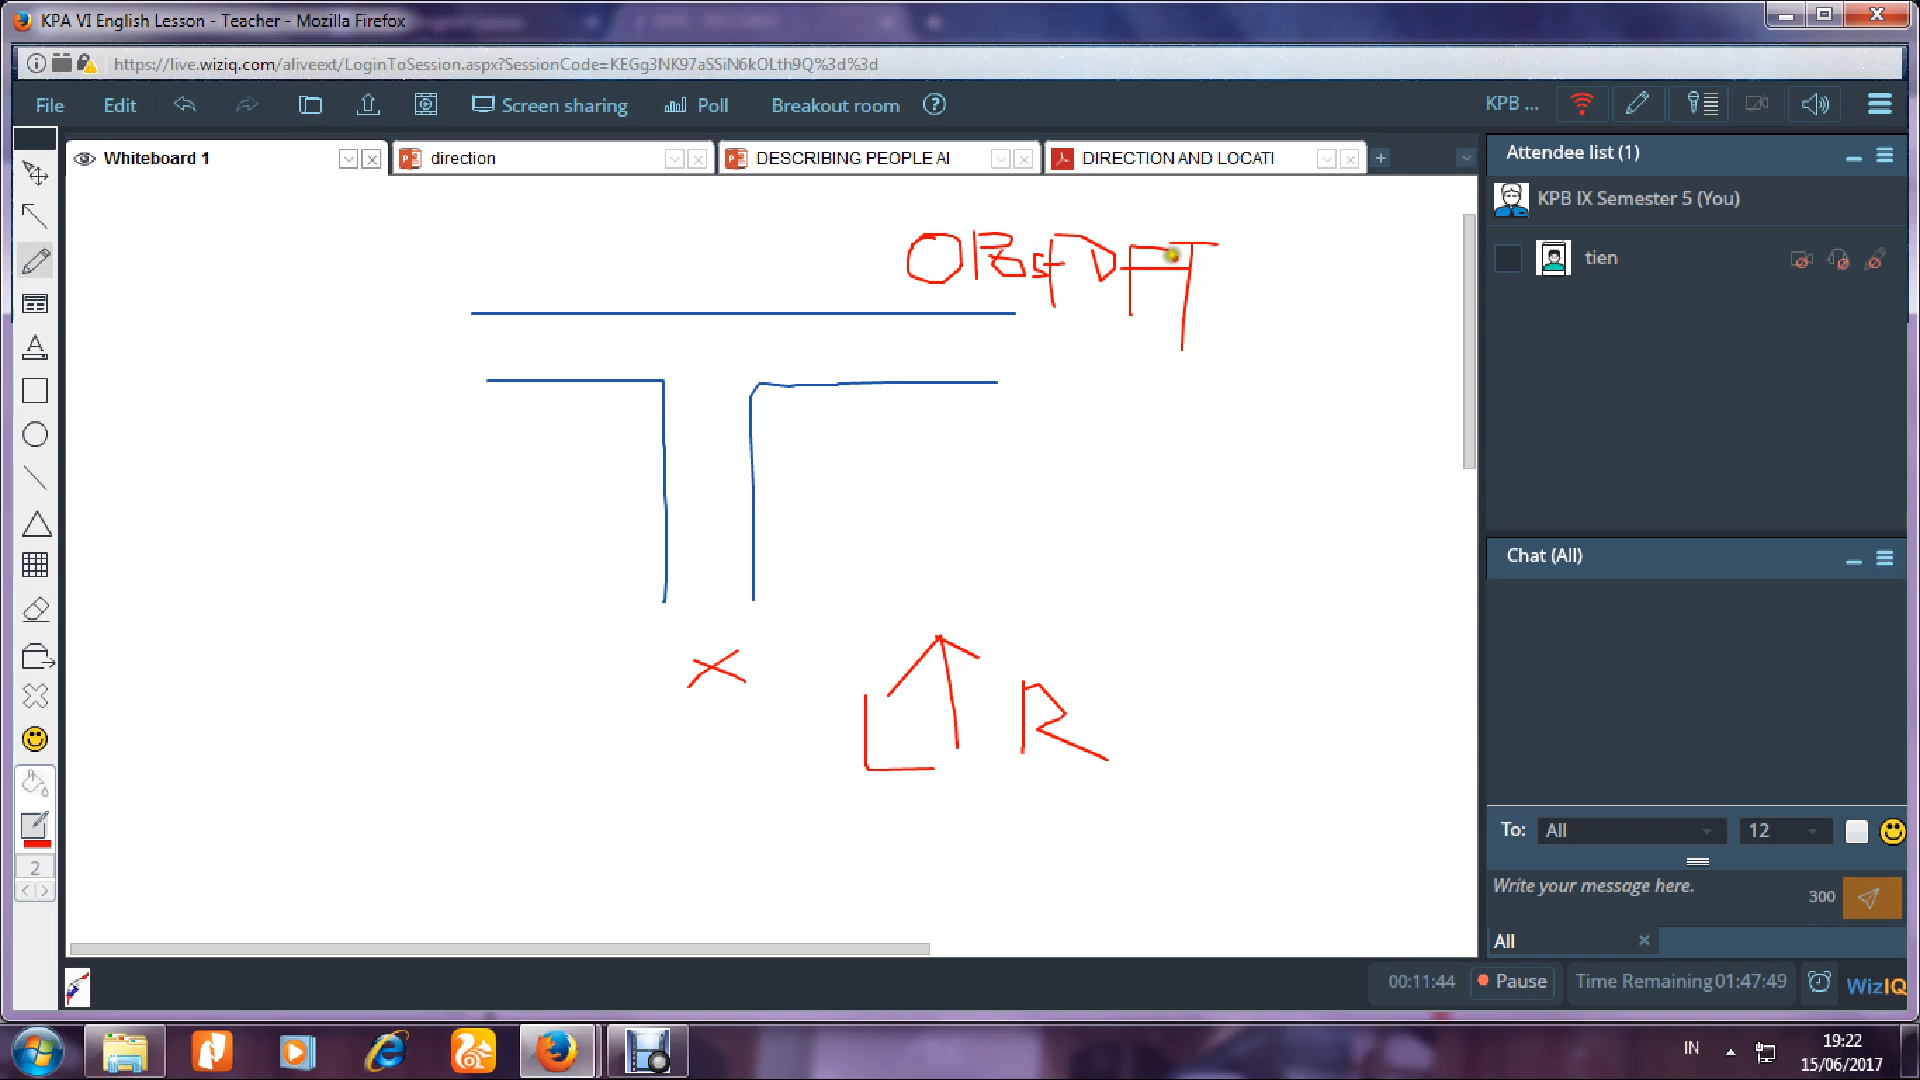 KPA VI English Lesson - Teacher - Mozilla Firefox
https://live.wiziq.com/aliveext/LoginToSession.aspx?SessionCode=KEGg3NK97aSSiN6kOLth9Q%3d%3d
File Edit Screen sharing Poll Breakout room ? KPB ...
Whiteboard 1 direction DESCRIBING PEOPLE AI DIRECTION AND LOCATI +
Attendee list (1)
KPB IX Semester 5 (You)
tien
X
L R
2
Chat (All)
To: All 12
Write your message here. 300
All
00:11:44 Pause Time Remaining 01:47:49 WizIQ
IN 19:22
15/06/2017